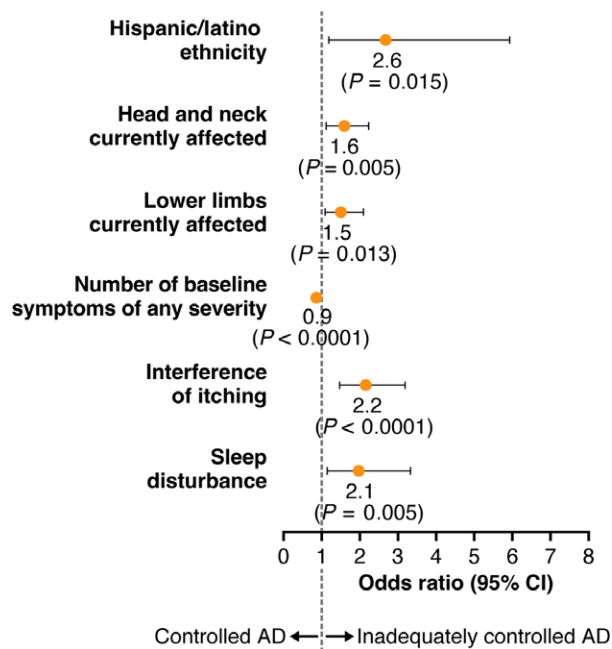 Hispanic/latino
ethnicity
2.6
(P = 0.015)
Head and neck
currently affected
1.6
(P = 0.005)
Lower limbs
currently affected
1.5
(P = 0.013)
Number of baseline
symptoms of any severity
0.9
(P < 0.0001)
Interference
of itching
2.2
(P < 0.0001)
Sleep
disturbance
2.1
(P = 0.005)
0 1 2 3 4 5 6 7 8
Odds ratio (95% CI)
Controlled AD Inadequately controlled AD